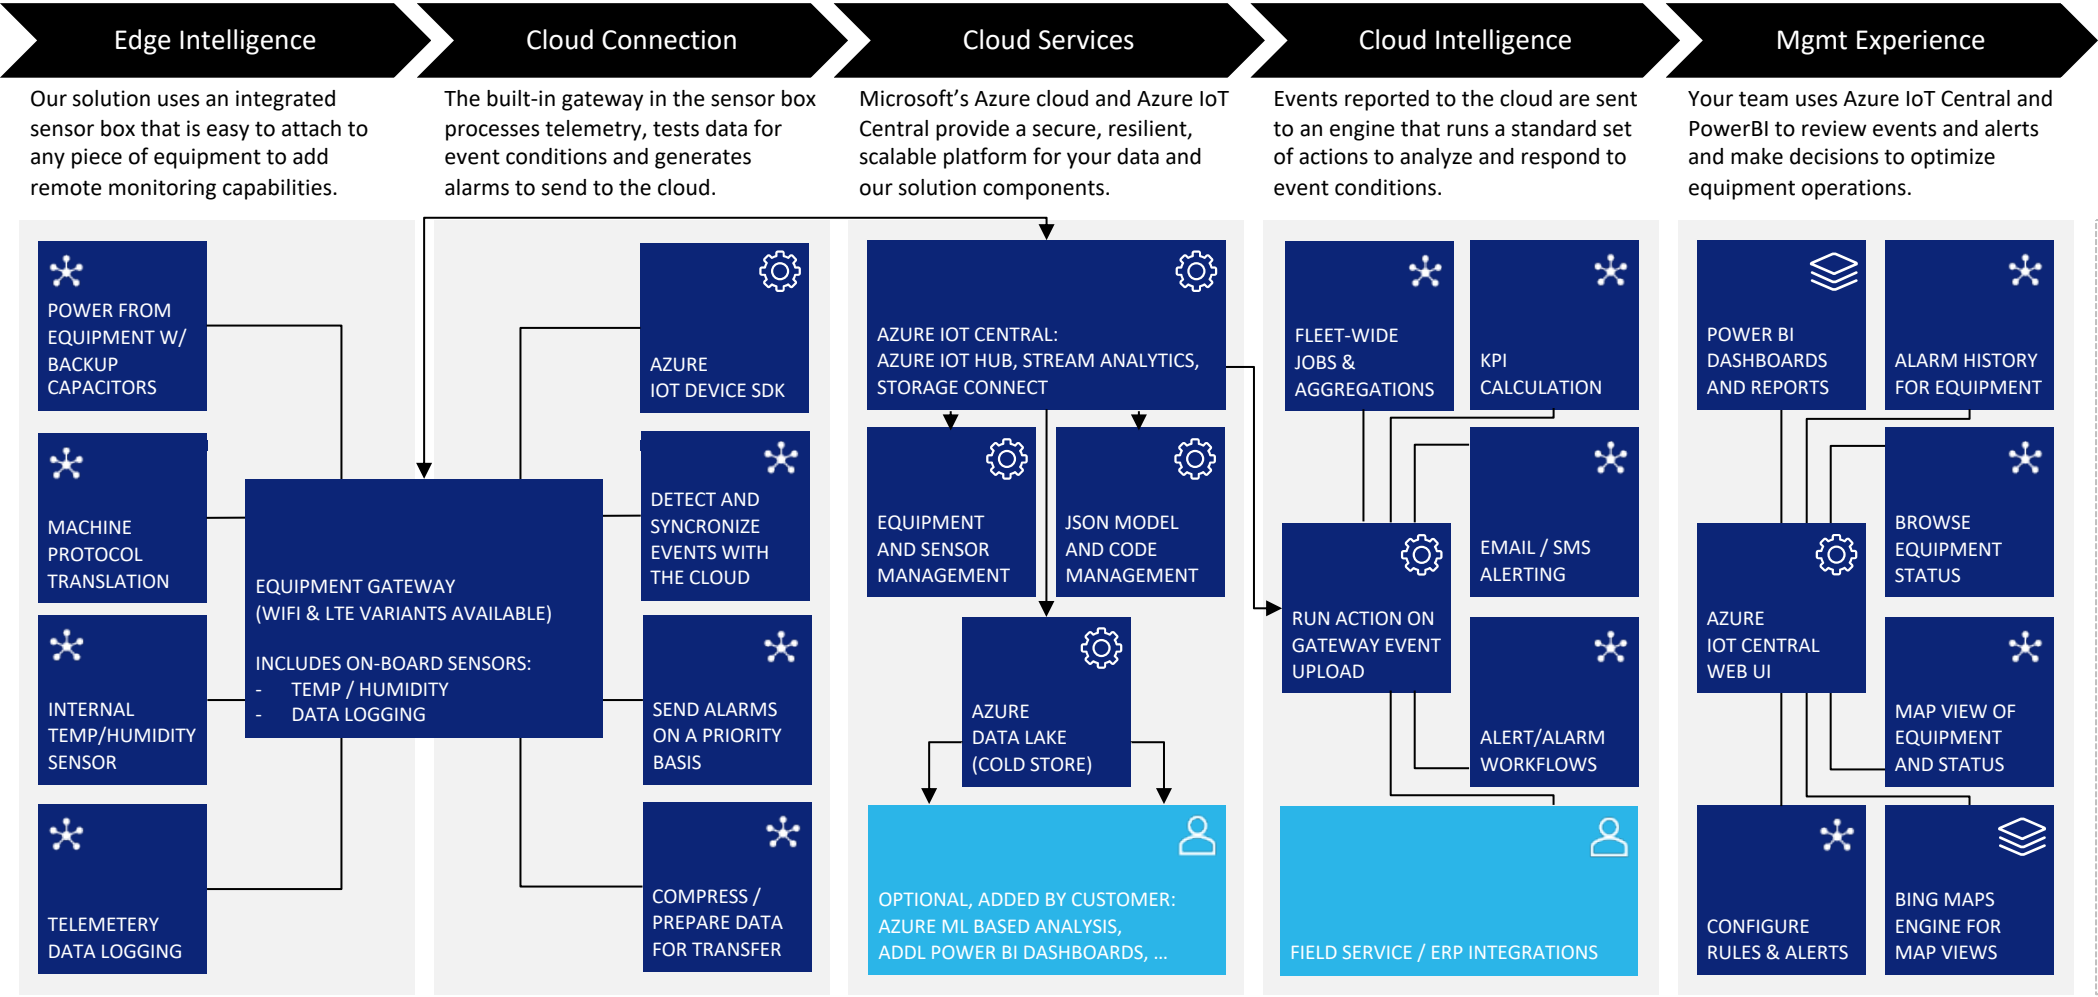 Edge Intelligence
Cloud Connection
Cloud Services
Cloud Intelligence
Mgmt Experience
Our solution uses an integrated
sensor box that is easy to attach to
any piece of equipment to add
remote monitoring capabilities.
The built-in gateway in the sensor box
processes telemetry, tests data for
event conditions and generates
alarms to send to the cloud.
Microsoft’s Azure cloud and Azure IoT
Central provide a secure, resilient,
scalable platform for your data and
our solution components.
Events reported to the cloud are sent
to an engine that runs a standard set
of actions to analyze and respond to
event conditions.
Your team uses Azure IoT Central and
PowerBI to review events and alerts
and make decisions to optimize
equipment operations.
POWER FROM
EQUIPMENT W/
BACKUP
CAPACITORS
MACHINE
PROTOCOL
TRANSLATION
INTERNAL
TEMP/HUMIDITY
SENSOR
TELEMETERY
DATA LOGGING
EQUIPMENT GATEWAY
(WIFI & LTE VARIANTS AVAILABLE)
INCLUDES ON-BOARD SENSORS:
- TEMP / HUMIDITY
- DATA LOGGING
AZURE
IOT DEVICE SDK
DETECT AND
SYNCRONIZE
EVENTS WITH
THE CLOUD
SEND ALARMS
ON A PRIORITY
BASIS
COMPRESS /
PREPARE DATA
FOR TRANSFER
AZURE IOT CENTRAL:
AZURE IOT HUB, STREAM ANALYTICS,
STORAGE CONNECT
EQUIPMENT
AND SENSOR
MANAGEMENT
JSON MODEL
AND CODE
MANAGEMENT
AZURE
DATA LAKE
(COLD STORE)
OPTIONAL, ADDED BY CUSTOMER:
AZURE ML BASED ANALYSIS,
ADDL POWER BI DASHBOARDS, …
FLEET-WIDE
JOBS &
AGGREGATIONS
KPI
CALCULATION
EMAIL / SMS
ALERTING
RUN ACTION ON
GATEWAY EVENT
UPLOAD
ALERT/ALARM
WORKFLOWS
FIELD SERVICE / ERP INTEGRATIONS
POWER BI
DASHBOARDS
AND REPORTS
ALARM HISTORY
FOR EQUIPMENT
BROWSE
EQUIPMENT
STATUS
AZURE
IOT CENTRAL
WEB UI
MAP VIEW OF
EQUIPMENT
AND STATUS
CONFIGURE
RULES & ALERTS
BING MAPS
ENGINE FOR
MAP VIEWS